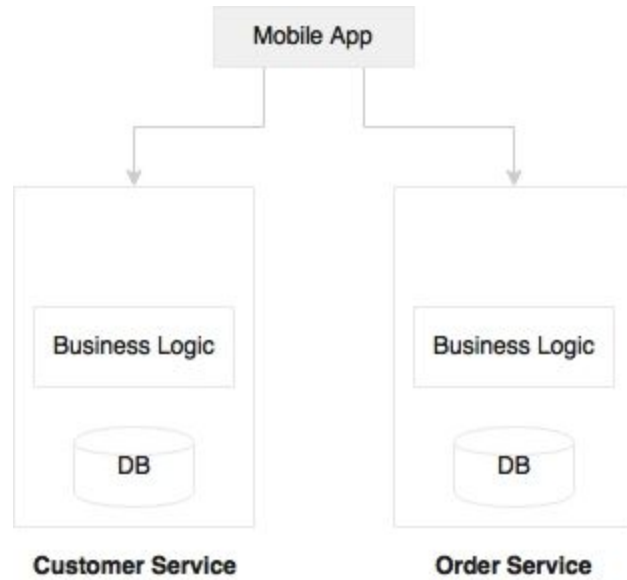 Mobile App
Business Logic
Business Logic
DB
DB
Customer Service
Order Service